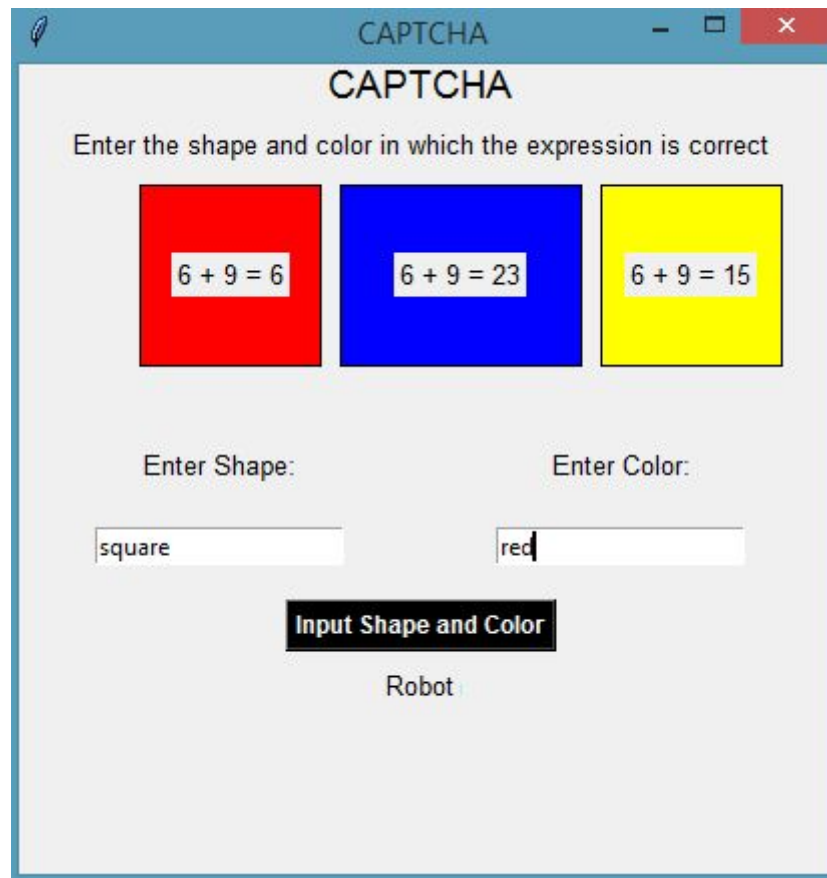 CAPTCHA
CAPTCHA
Enter the shape and color in which the expression is correct
6 + 9 = 6
6 + 9 = 23
6 + 9 = 15
Enter Shape:
Enter Color:
square
red
Input Shape and Color
Robot